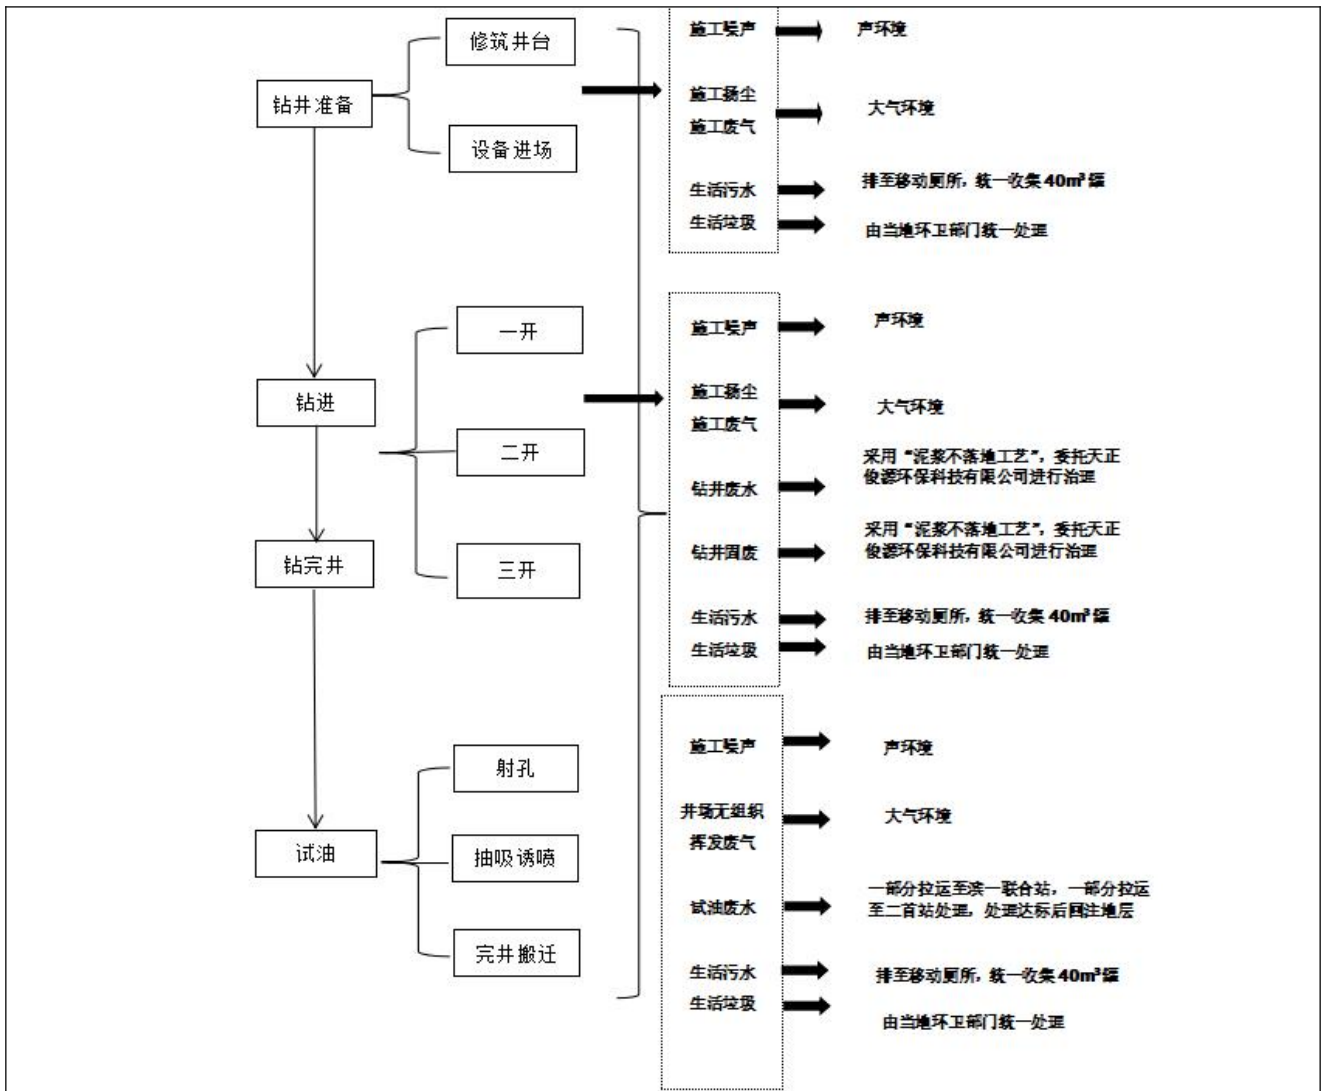 修筑井台
钻井准备
设备进场
施工噪声
声环境
施工扬尘
施工废气
大气环境
生活污水
排至移动厕所，统一收集 40m³罐
生活垃圾
由当地环卫部门统一处理
一开
钻进
二开
钻完井
三开
施工噪声
声环境
施工扬尘
施工废气
大气环境
钻井废水
采用“泥浆不落地工艺”，委托天正
俊源环保科技有限公司进行治理
钻井固废
采用“泥浆不落地工艺”，委托天正
俊源环保科技有限公司进行治理
生活污水
排至移动厕所，统一收集 40m³罐
生活垃圾
由当地环卫部门统一处理
射孔
试油
抽吸诱喷
完井搬迁
施工噪声
声环境
井场无组织
挥发废气
大气环境
试油废水
一部分拉运至滨一联合站，一部分拉运
至二首站处理，处理达标后回注地层
生活污水
排至移动厕所，统一收集 40m³罐
生活垃圾
由当地环卫部门统一处理